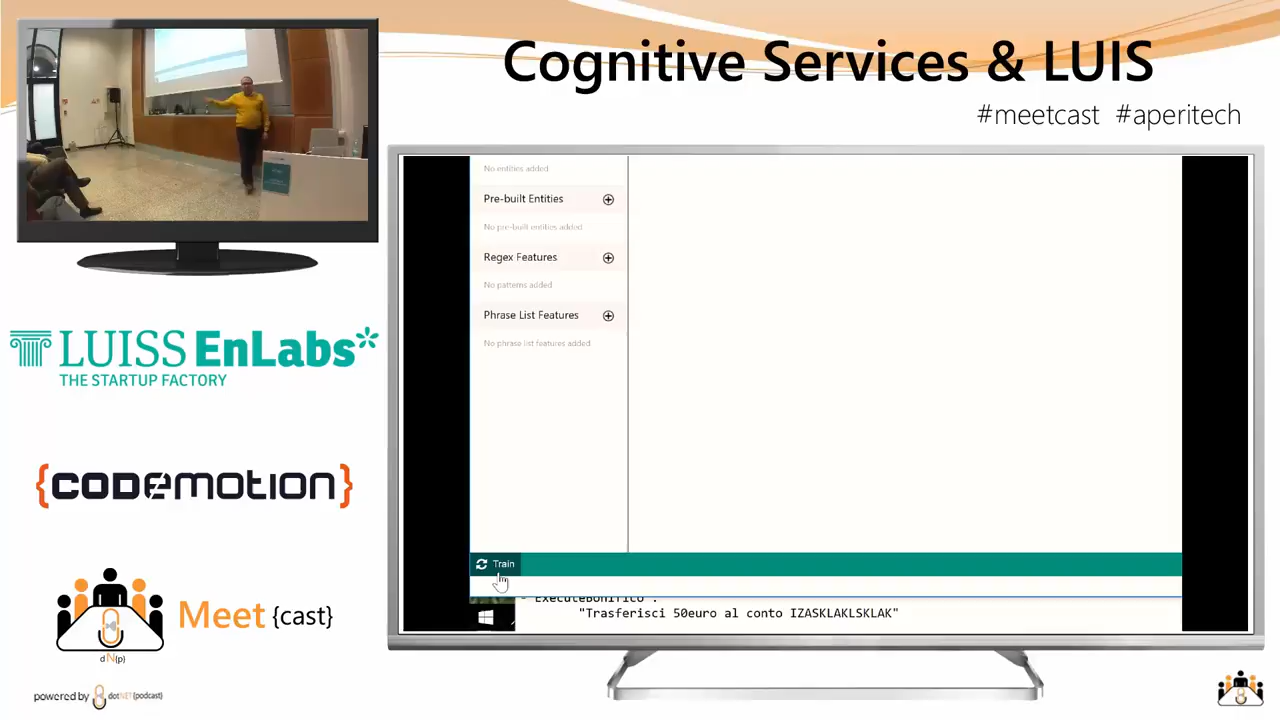 Cognitive Services & LUIS
#meetcast #aperitech
No entities added
Pre-built Entities
No pre-built entities added
Regex Features
No patterns added
Phrase List Features
No phrase list features added
Train
- ExecuteBonifico :
"Trasferisci 50euro al conto IZASKLAKLSKLAK"
LUISS EnLabs
THE STARTUP FACTORY
{CODEMOTION}
Meet {cast}
d N{p}
powered by dotNET{podcast}